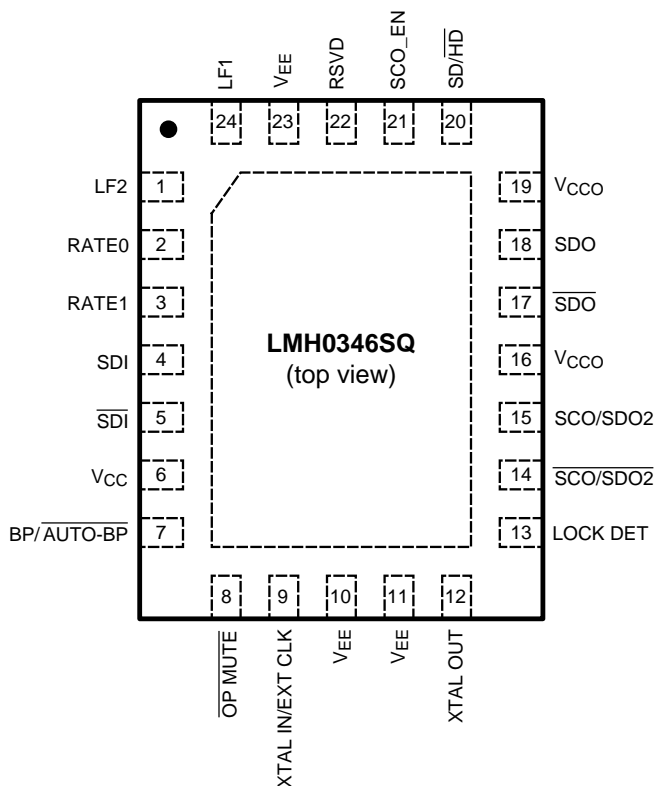 LF1
VEE
RSVD
SCO_EN
SD/HD
24
23
22
21
20
LF2
1
19
VCCO
RATE0
2
18
SDO
RATE1
3
17
SDO
LMH0346SQ
(top view)
SDI
4
16
VCCO
SDI
5
15
SCO/SDO2
VCC
6
14
SCO/SDO2
BP/AUTO-BP
7
13
LOCK DET
8
9
10
11
12
OP MUTE
XTAL IN/EXT CLK
VEE
VEE
XTAL OUT